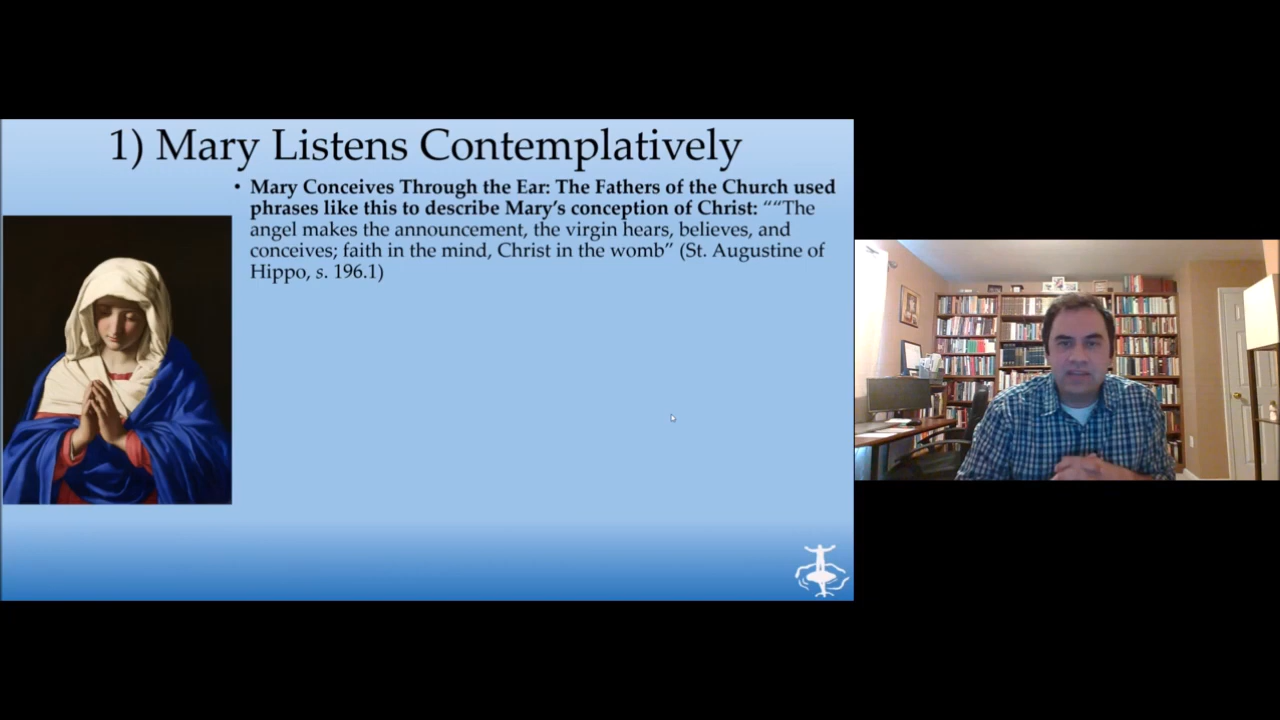 1) Mary Listens Contemplatively
• Mary Conceives Through the Ear: The Fathers of the Church used
phrases like this to describe Mary’s conception of Christ: ““The
angel makes the announcement, the virgin hears, believes, and
conceives; faith in the mind, Christ in the womb” (St. Augustine of
Hippo, s. 196.1)